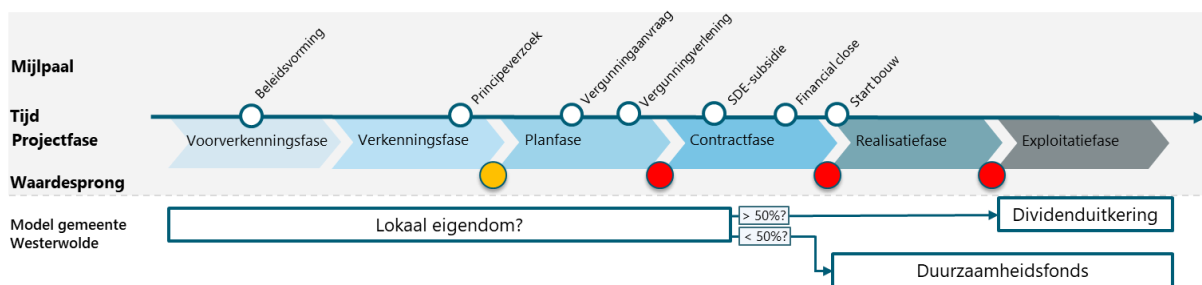 Mijlpaal
Beleidsvorming
Principeverzoek
Vergunningaanvraag
Vergunningverlening
SDE-subsidie
Financial close
Start bouw
Tijd
Projectfase
Voorverkenningsfase
Verkenningsfase
Planfase
Contractfase
Realisatiefase
Exploitatiefase
Waardesprong
Model gemeente
Westerwolde
Lokaal eigendom?
> 50%?
< 50%?
Dividenduitkering
Duurzaamheidsfonds